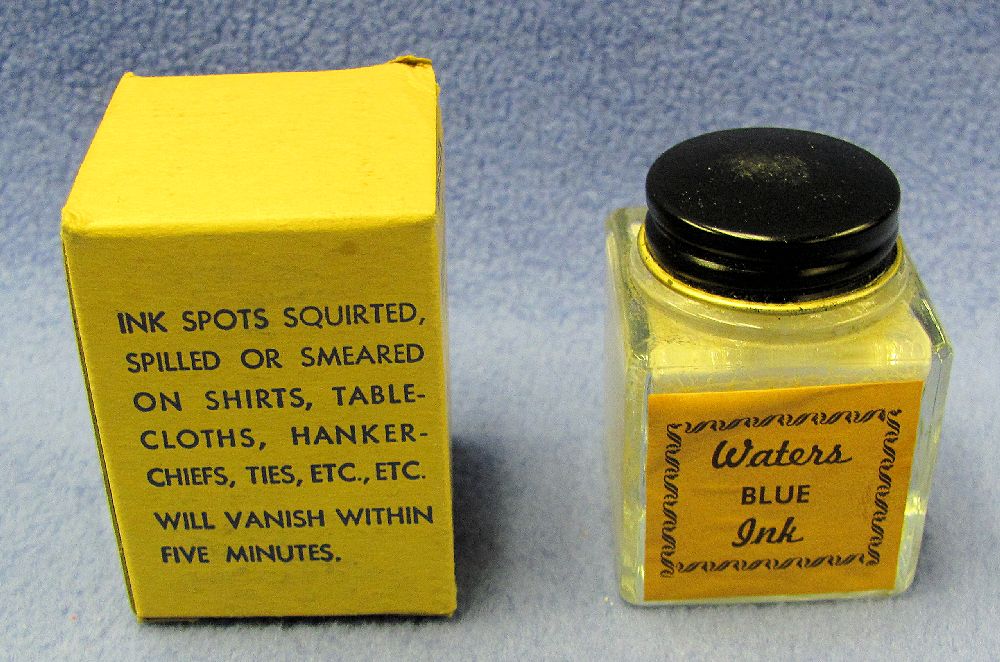 INK SPOTS SQUIRTED,
SPILLED OR SMEARED
ON SHIRTS, TABLE-
CLOTHS, HANKER-
CHIEFS, TIES, ETC., ETC.
WILL VANISH WITHIN
FIVE MINUTES.
Waters
BLUE
Ink